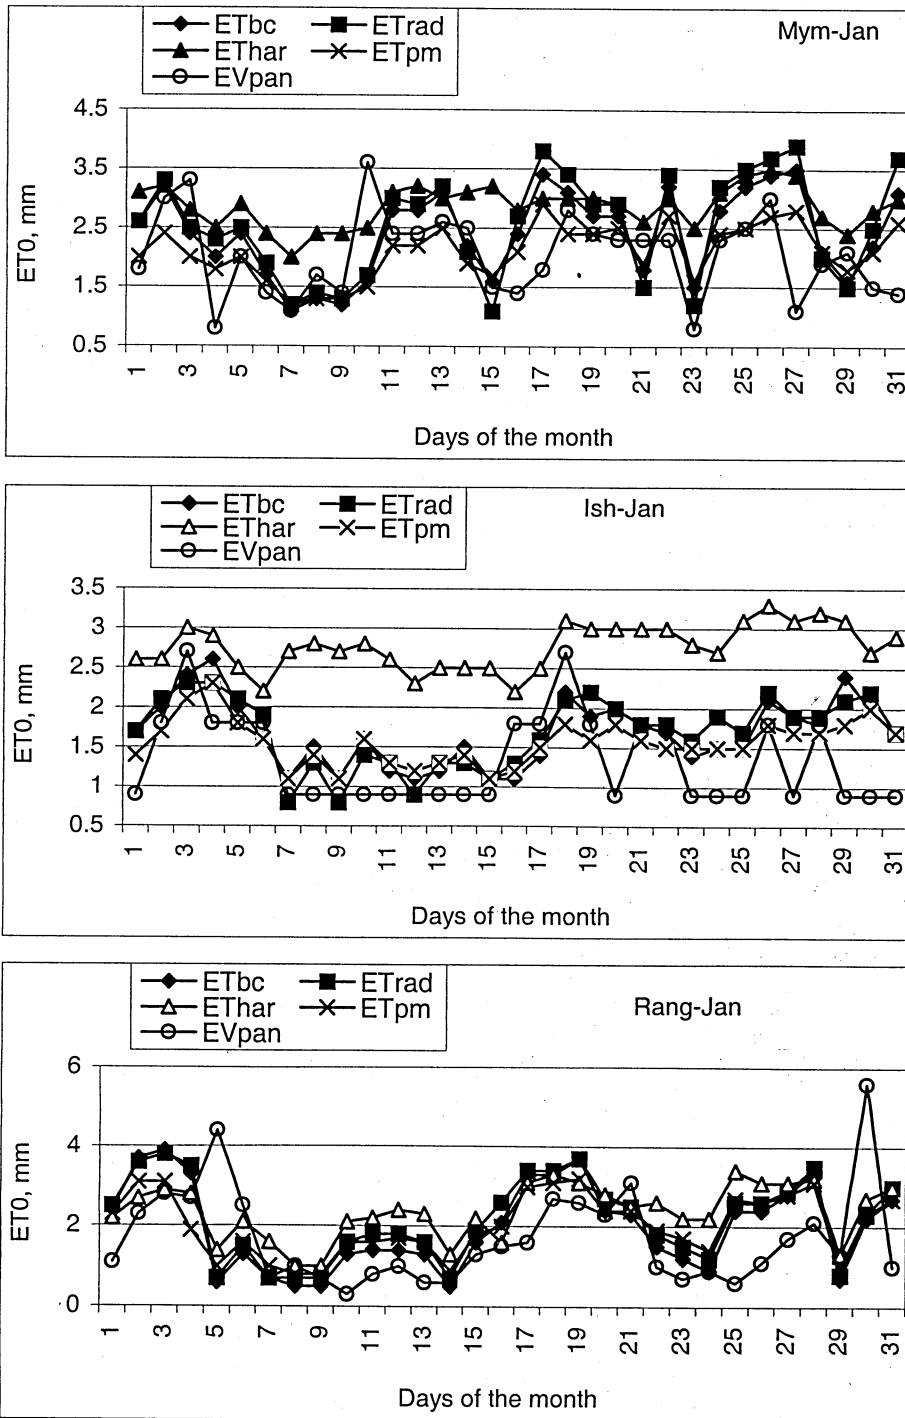 ETbc ETrad
EThar ETpm
EVpan
Mym-Jan
4.5
3.5
2.5
1.5
0.5
ET0, mm
1 3 5 7 9 11 13 15 17 19 21 23 25 27 29 31
Days of the month
ETbc ETrad
EThar ETpm
EVpan
Ish-Jan
3.5
3
2.5
2
1.5
1
0.5
ET0, mm
1 3 5 7 9 11 13 15 17 19 21 23 25 27 29 31
Days of the month
ETbc ETrad
EThar ETpm
EVpan
Rang-Jan
6
4
2
0
ET0, mm
1 3 5 7 9 11 13 15 17 19 21 23 25 27 29 31
Days of the month